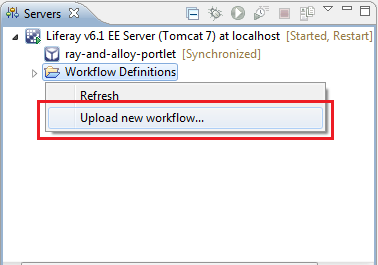 Servers
Liferay v6.1 EE Server (Tomcat 7) at localhost [Started, Restart]
ray-and-alloy-portlet [Synchronized]
Workflow Definitions
Refresh
Upload new workflow...